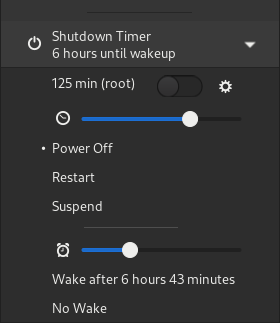 Shutdown Timer
6 hours until wakeup
125 min (root)
Power Off
Restart
Suspend
Wake after 6 hours 43 minutes
No Wake